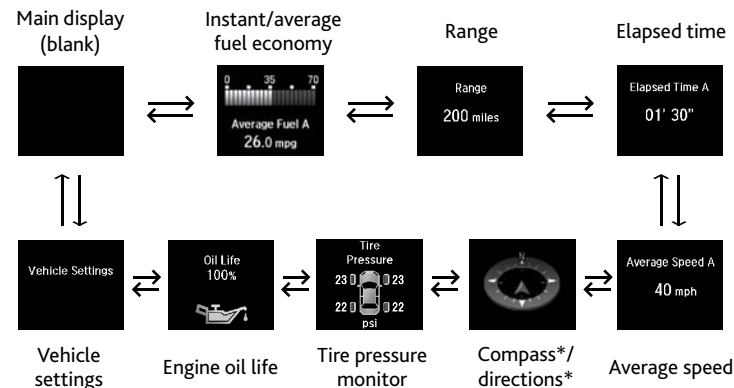 Main display
(blank)
Instant/average
fuel economy
Range
Elapsed time
0 35 70
Average Fuel A
26.0 mpg
Range
200 miles
Elapsed Time A
01' 30"
Vehicle Settings
Oil Life
100%
Tire
Pressure
23 23
22 22
psi
N
Average Speed A
40 mph
Vehicle
settings
Engine oil life
Tire pressure
monitor
Compass*/
directions*
Average speed